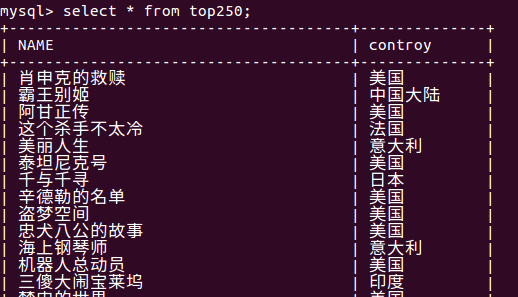 mysql> select * from top250;
+-----------------------------------+-------------+
| NAME | controy |
+-----------------------------------+-------------+
| 肖申克的救赎 | 美国 |
| 霸王别姬 | 中国大陆 |
| 阿甘正传 | 美国 |
| 这个杀手不太冷 | 法国 |
| 美丽人生 | 意大利 |
| 泰坦尼克号 | 美国 |
| 千与千寻 | 日本 |
| 辛德勒的名单 | 美国 |
| 盗梦空间 | 美国 |
| 忠犬八公的故事 | 美国 |
| 海上钢琴师 | 意大利 |
| 机器人总动员 | 美国 |
| 三傻大闹宝莱坞 | 印度 |